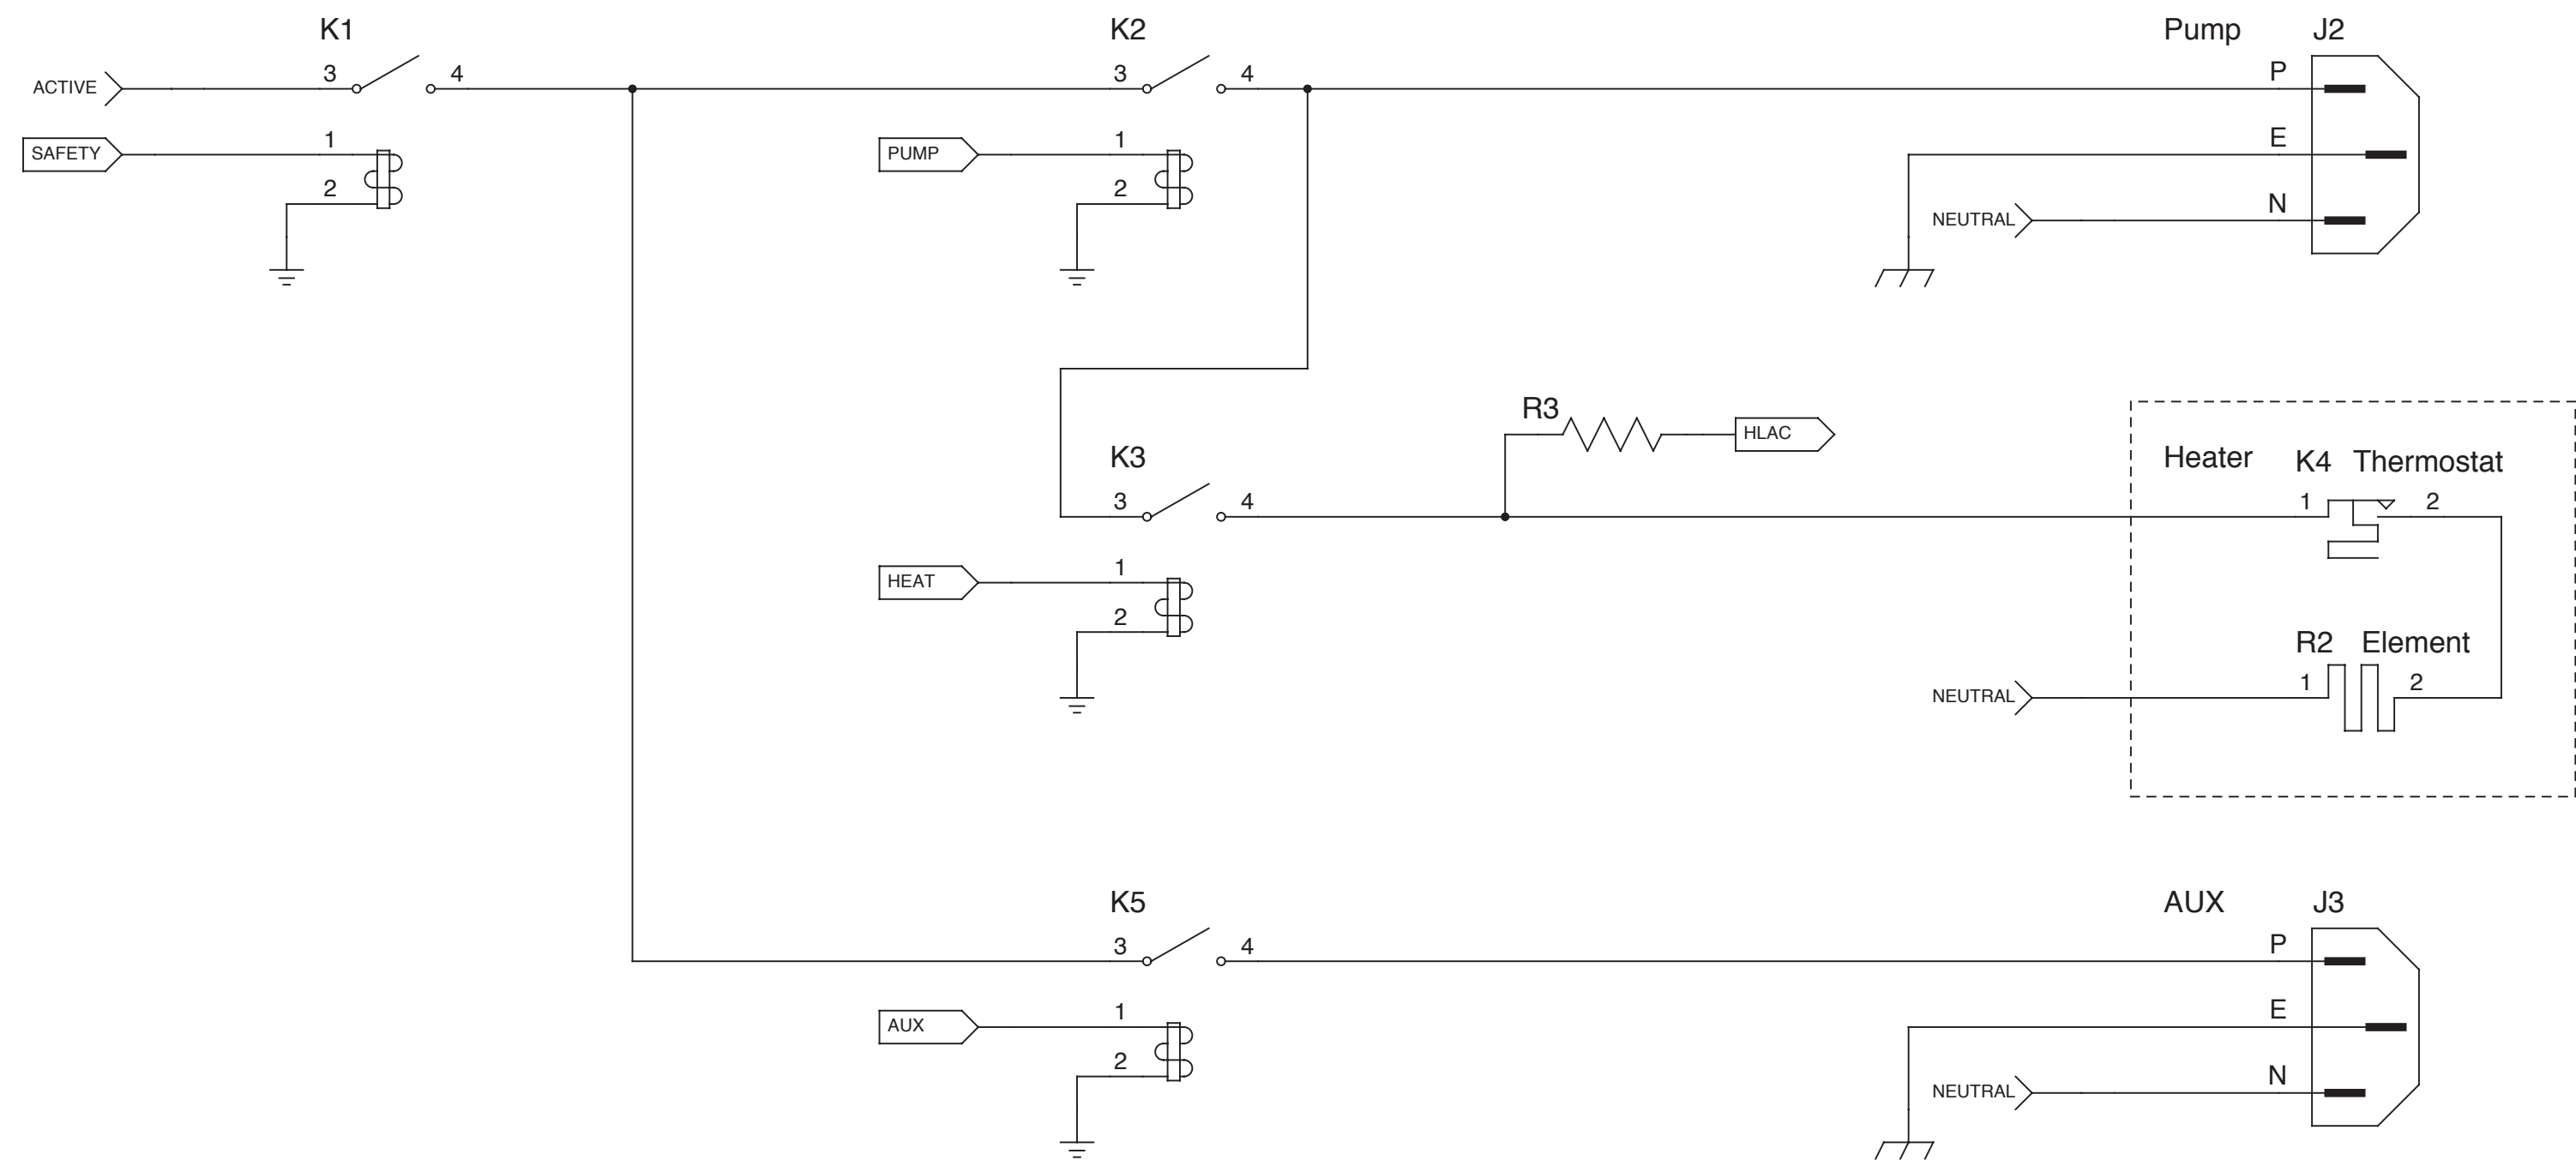 K1
K2
Pump J2
ACTIVE 3 4 3 4 P
SAFETY 1 PUMP 1 E
2 2 NEUTRAL N
R3 HLAC
K3 Heater K4 Thermostat
3 4 1 2
HEAT 1
2 R2 Element
NEUTRAL 1 2
K5 AUX J3
3 4 P
AUX 1 E
2 NEUTRAL N